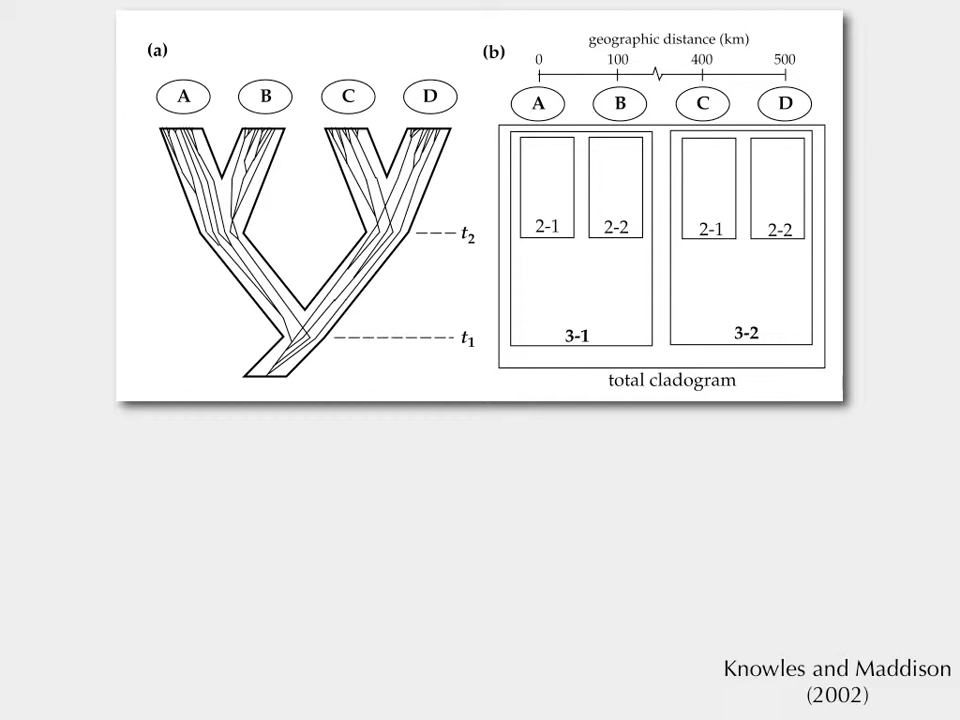 (a)
A B C D
t2
t1
(b)
geographic distance (km)
0 100 400 500
A B C D
2-1 2-2 2-1 2-2
3-1 3-2
total cladogram
Knowles and Maddison
(2002)